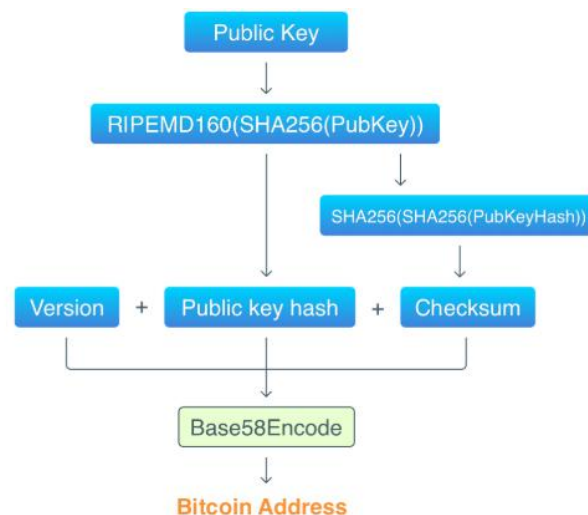 Public Key
RIPEMD160(SHA256(PubKey))
SHA256(SHA256(PubKeyHash))
Version + Public key hash + Checksum
Base58Encode
Bitcoin Address